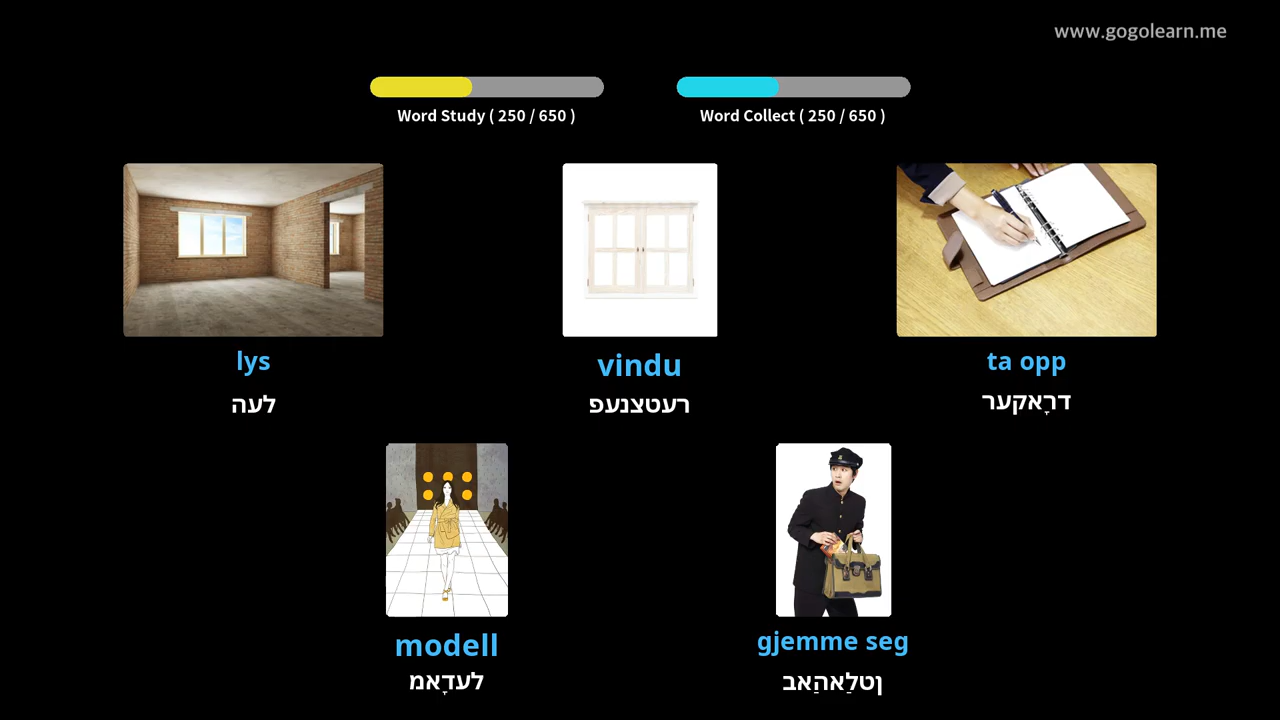 www.gogolearn.me
Word Study ( 250 / 650 )
Word Collect ( 250 / 650 )
lys
לעה
vindu
רעטצנעפ
ta opp
דרָאקער
modell
לעדָאמ
gjemme seg
ןטלַאהַאב